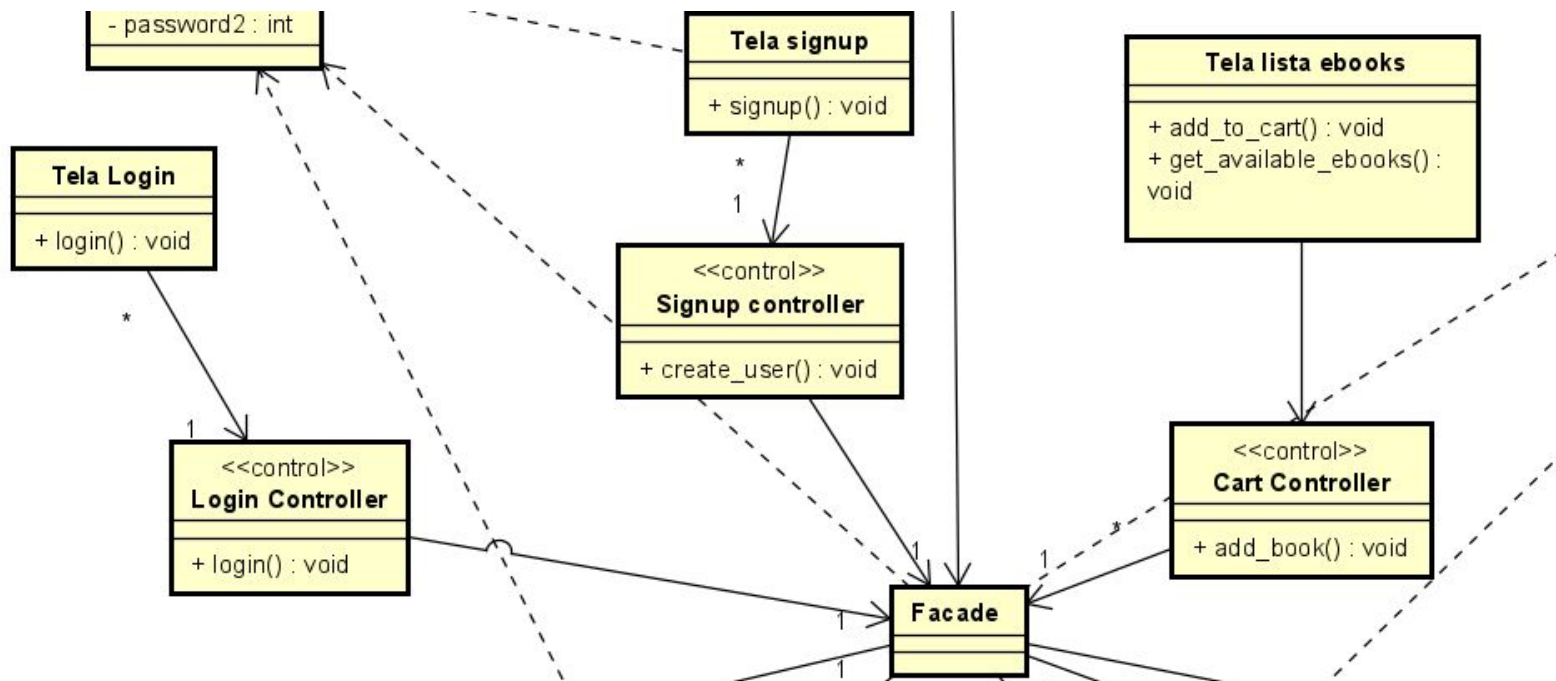 - password2 : int
Tela signup
+ signup() : void
Tela lista ebooks
+ add_to_cart() : void
+ get_available_ebooks() :
void
Tela Login
+ login() : void
*
1
*
1
<<control>>
Signup controller
+ create_user() : void
<<control>>
Login Controller
+ login() : void
<<control>>
Cart Controller
+ add_book() : void
*
1
1
1
1
Facade